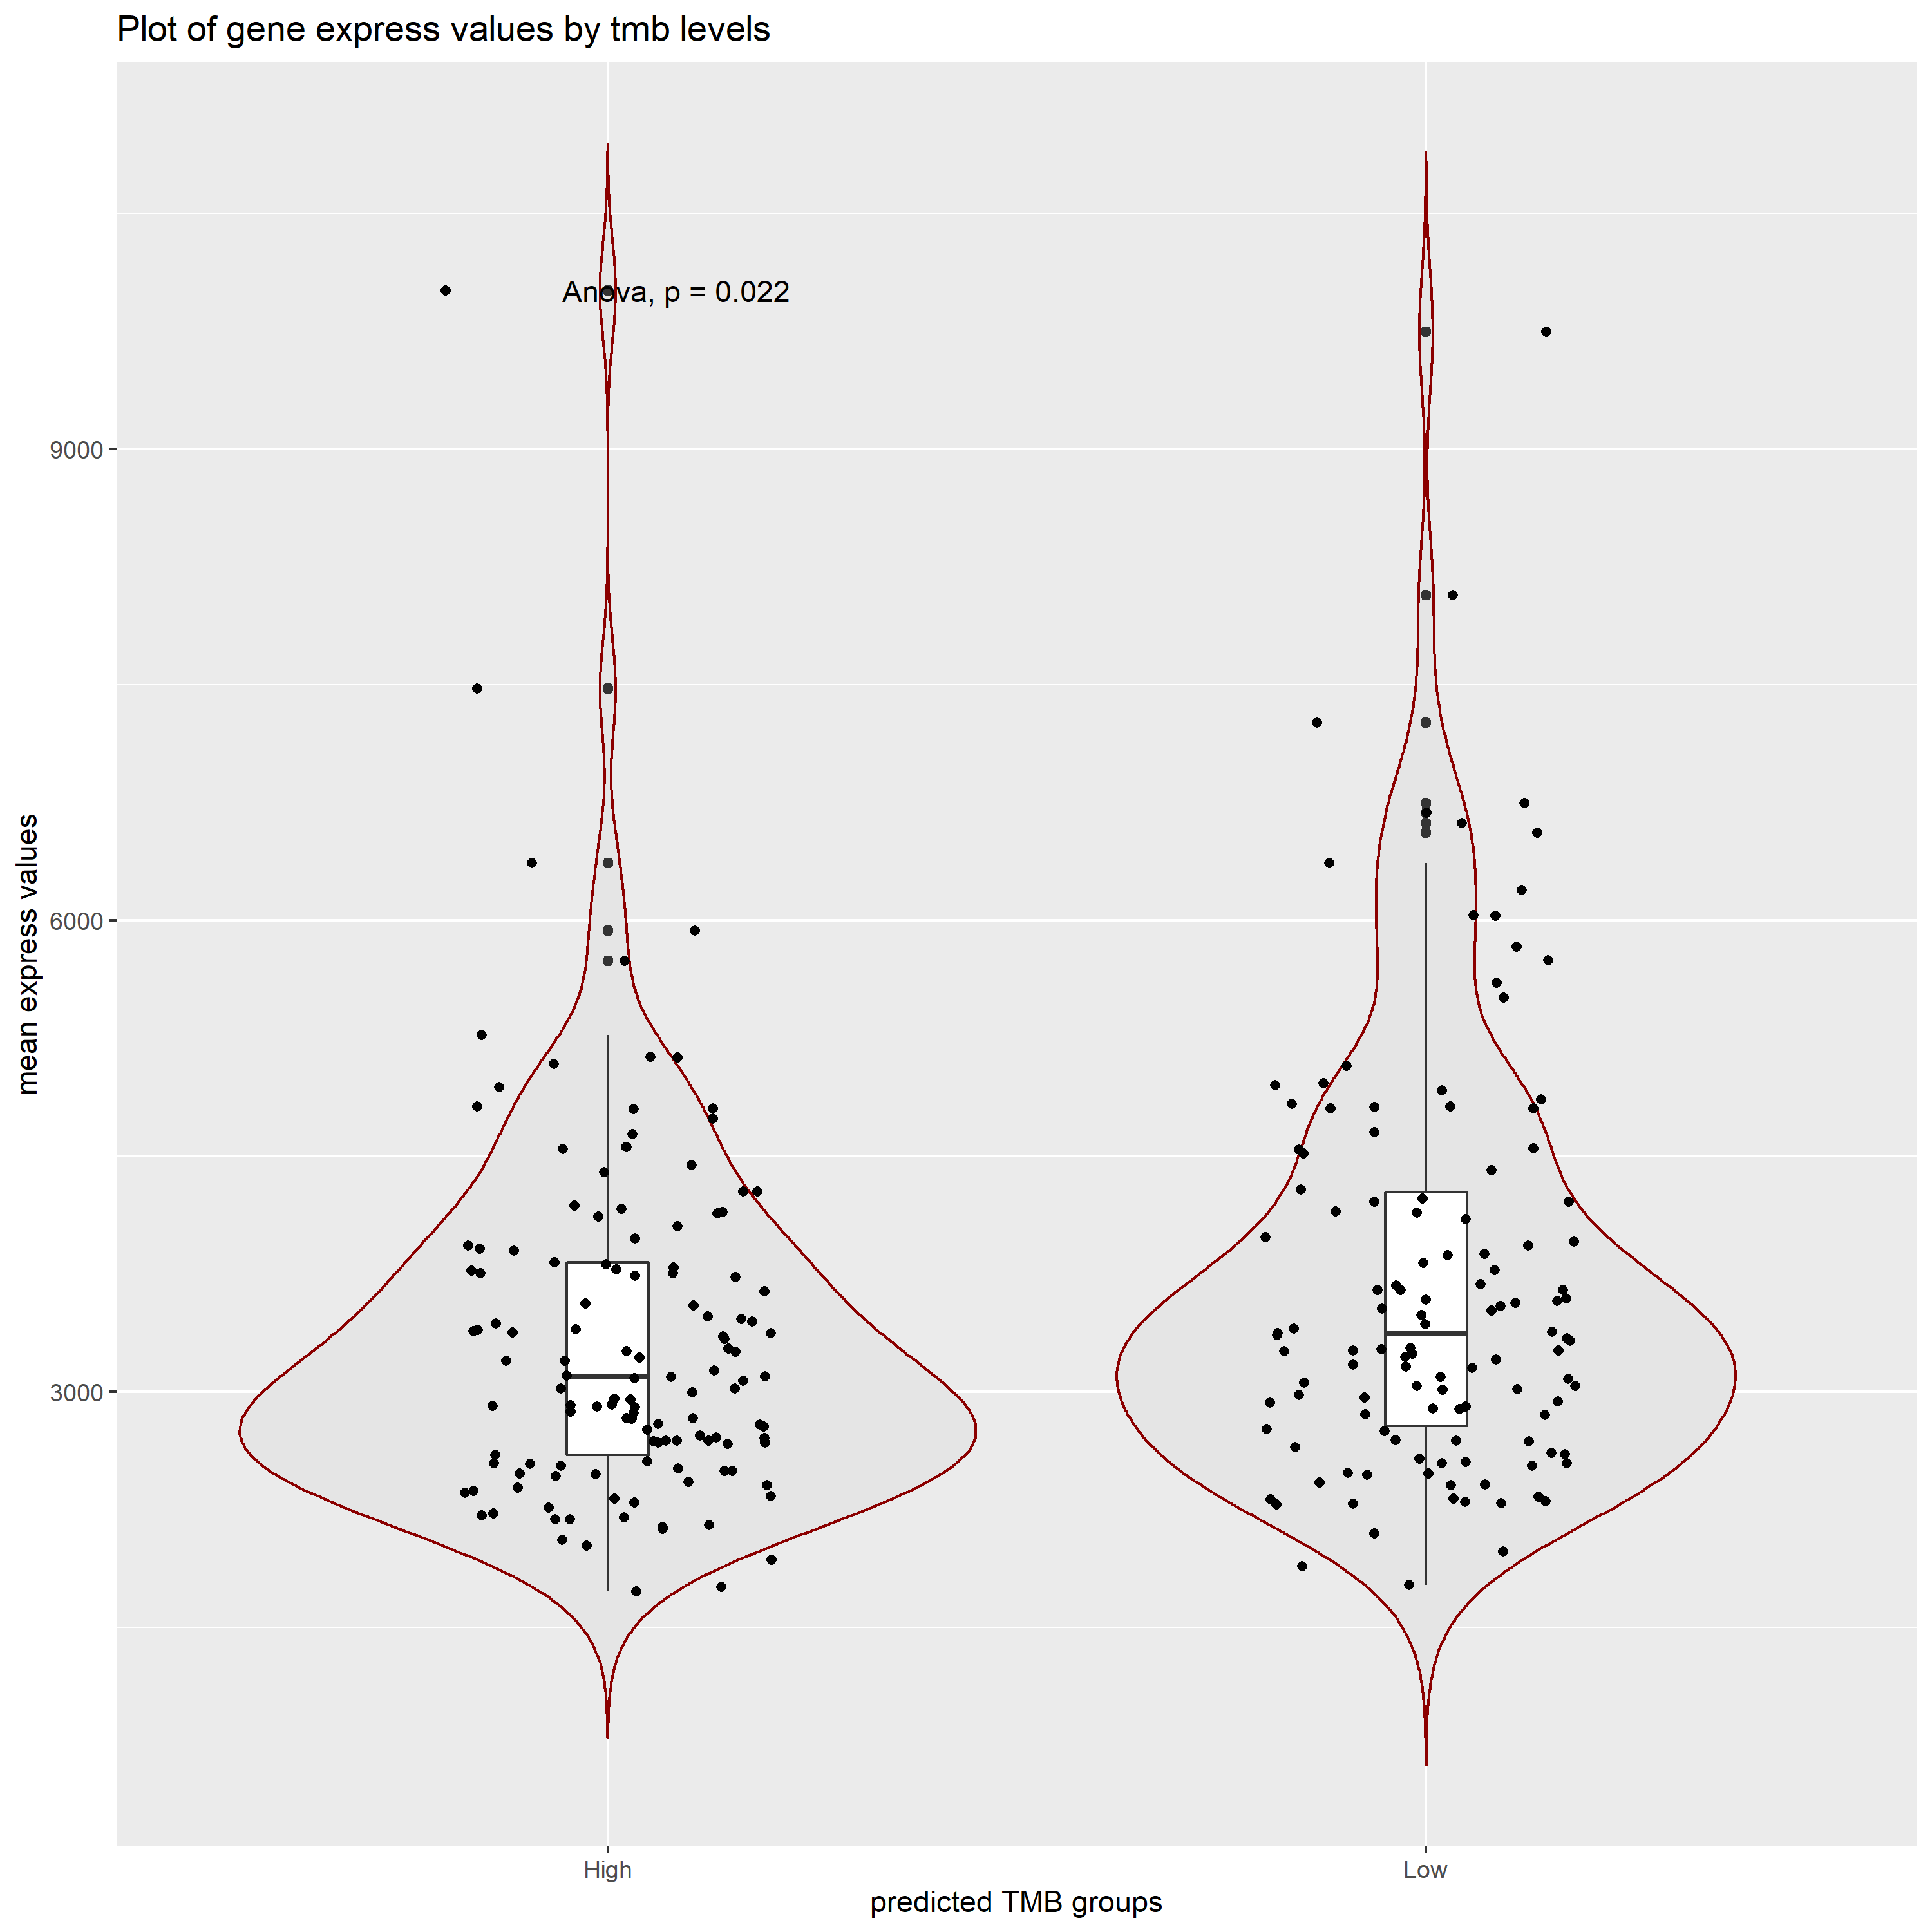 Plot of gene express values by tmb levels
Anova, p = 0.022
9000
6000
3000
mean express values
High
Low
predicted TMB groups